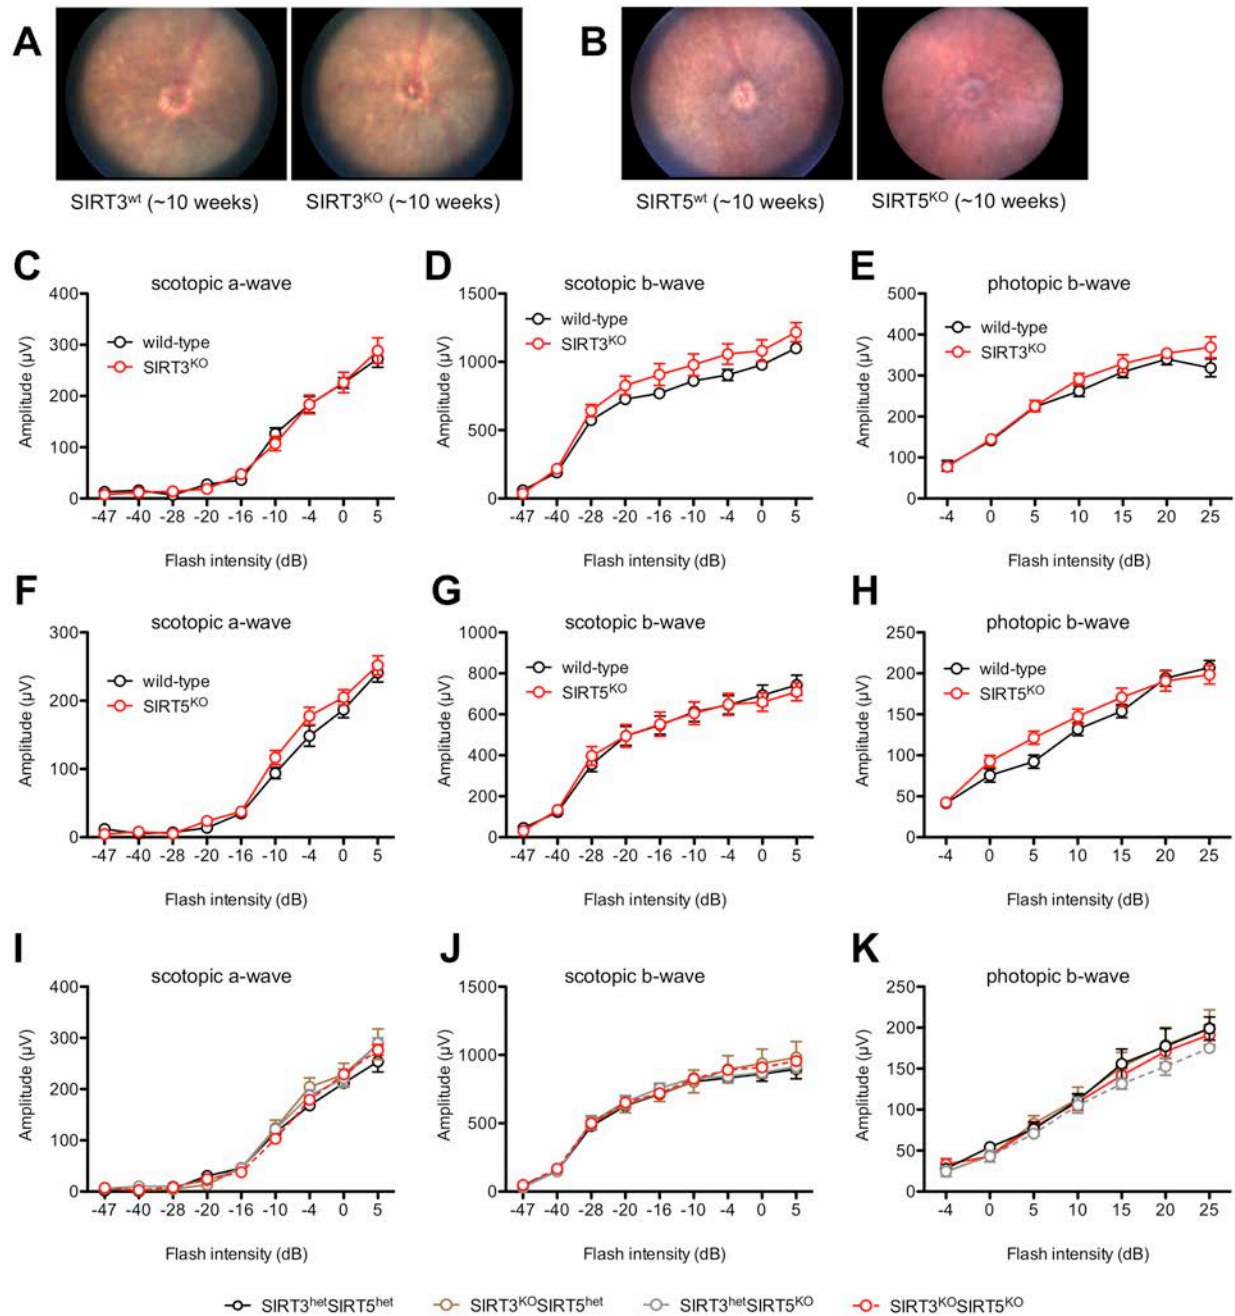 A
B
SIRT3wt (~10 weeks)
SIRT3KO (~10 weeks)
SIRT5wt (~10 weeks)
SIRT5KO (~10 weeks)
C
scotopic a-wave
400
300
200
100
0
Amplitude (µV)
wild-type
SIRT3KO
-47 -40 -28 -20 -16 -10 -4 0 5
Flash intensity (dB)
D
scotopic b-wave
1500
1000
500
0
Amplitude (µV)
wild-type
SIRT3KO
-47 -40 -28 -20 -16 -10 -4 0 5
Flash intensity (dB)
E
photopic b-wave
500
400
300
200
100
0
Amplitude (µV)
wild-type
SIRT3KO
-4 0 5 10 15 20 25
Flash intensity (dB)
F
scotopic a-wave
300
200
100
0
Amplitude (µV)
wild-type
SIRT5KO
-47 -40 -28 -20 -16 -10 -4 0 5
Flash intensity (dB)
G
scotopic b-wave
1000
800
600
400
200
0
Amplitude (µV)
wild-type
SIRT5KO
-47 -40 -28 -20 -16 -10 -4 0 5
Flash intensity (dB)
H
photopic b-wave
250
200
150
100
50
0
Amplitude (µV)
wild-type
SIRT5KO
-4 0 5 10 15 20 25
Flash intensity (dB)
I
scotopic a-wave
400
300
200
100
0
Amplitude (µV)
-47 -40 -28 -20 -16 -10 -4 0 5
Flash intensity (dB)
J
scotopic b-wave
1500
1000
500
0
Amplitude (µV)
-47 -40 -28 -20 -16 -10 -4 0 5
Flash intensity (dB)
K
photopic b-wave
250
200
150
100
50
0
Amplitude (µV)
-4 0 5 10 15 20 25
Flash intensity (dB)
SIRT3hetSIRT5het
SIRT3KOSIRT5het
SIRT3hetSIRT5KO
SIRT3KOSIRT5KO